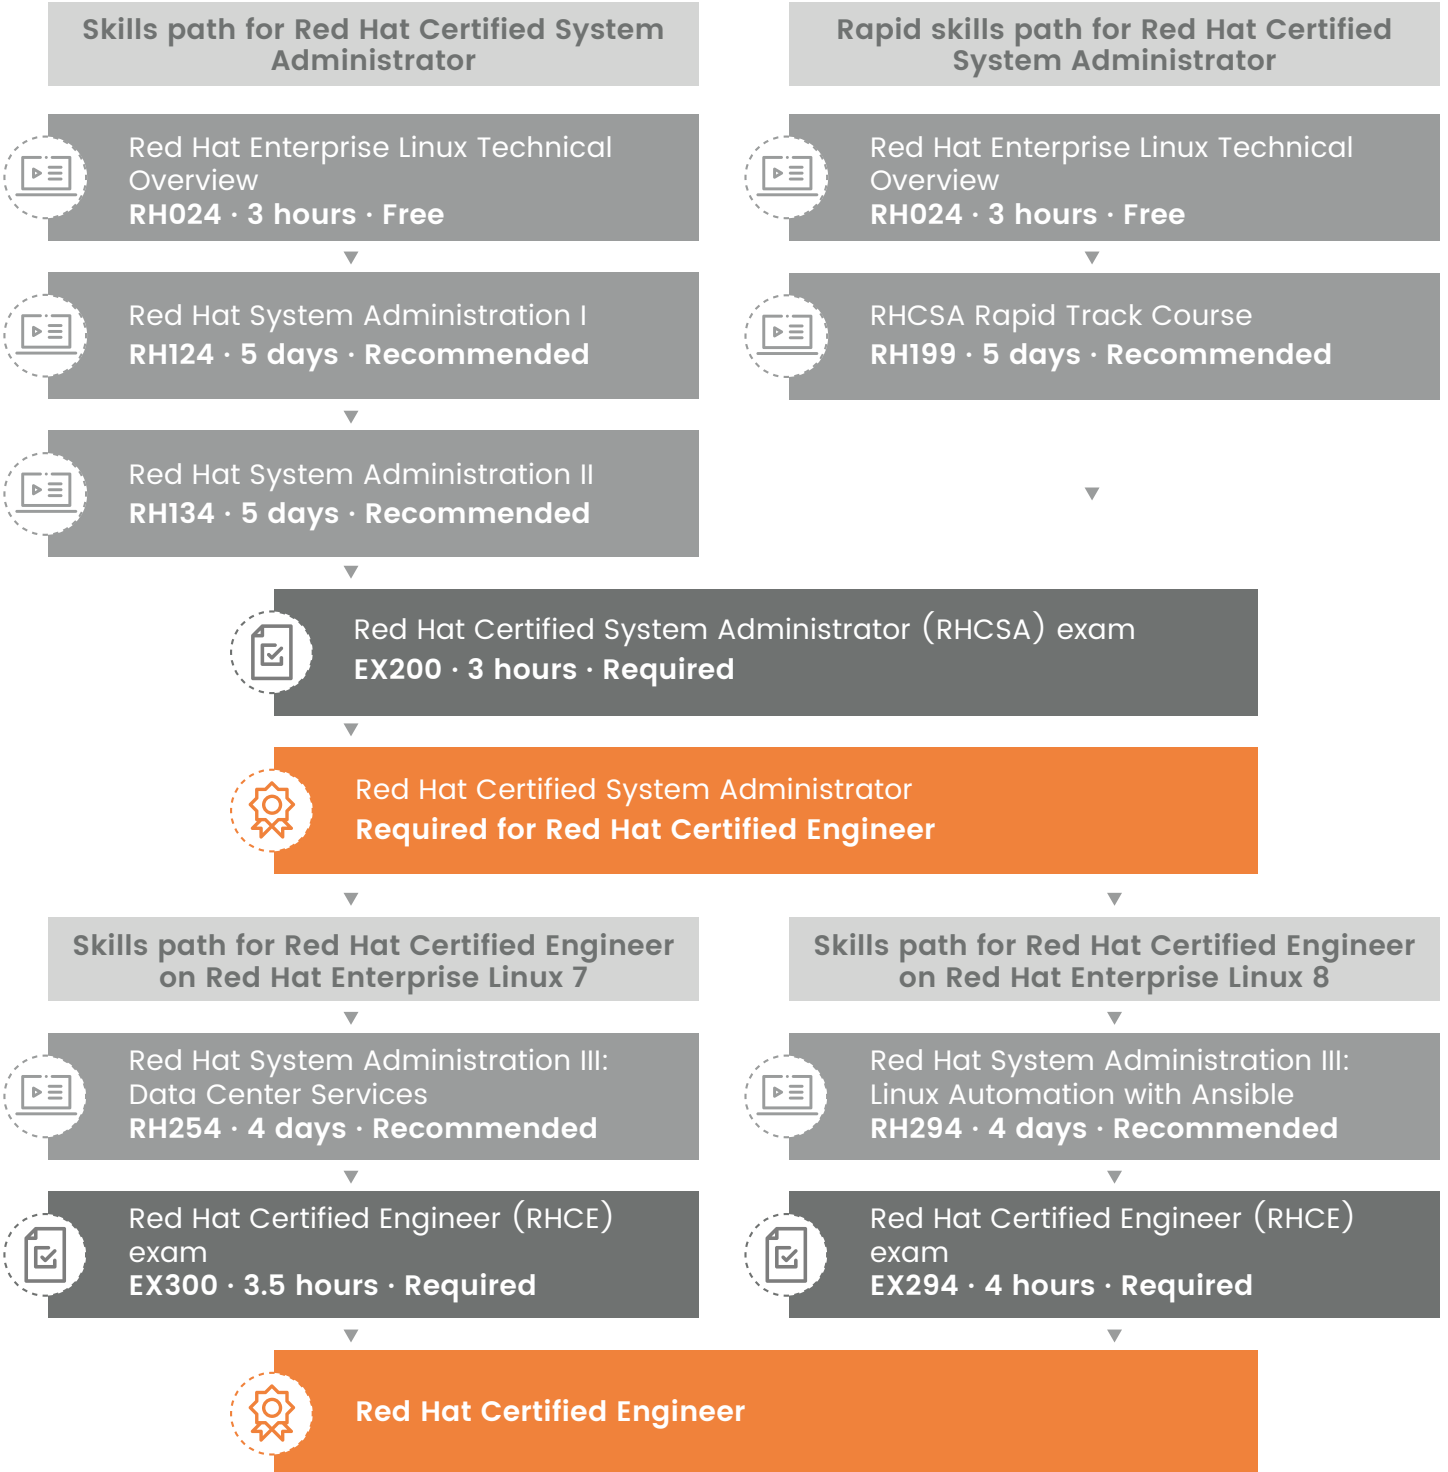 Skills path for Red Hat Certified System
Administrator
Rapid skills path for Red Hat Certified
System Administrator
Red Hat Enterprise Linux Technical
Overview
RH024 · 3 hours · Free
Red Hat Enterprise Linux Technical
Overview
RH024 · 3 hours · Free
Red Hat System Administration I
RH124 · 5 days · Recommended
RHCSA Rapid Track Course
RH199 · 5 days · Recommended
Red Hat System Administration II
RH134 · 5 days · Recommended
Red Hat Certified System Administrator (RHCSA) exam
EX200 · 3 hours · Required
Red Hat Certified System Administrator
Required for Red Hat Certified Engineer
Skills path for Red Hat Certified Engineer
on Red Hat Enterprise Linux 7
Skills path for Red Hat Certified Engineer
on Red Hat Enterprise Linux 8
Red Hat System Administration III:
Data Center Services
RH254 · 4 days · Recommended
Red Hat System Administration III:
Linux Automation with Ansible
RH294 · 4 days · Recommended
Red Hat Certified Engineer (RHCE)
exam
EX300 · 3.5 hours · Required
Red Hat Certified Engineer (RHCE)
exam
EX294 · 4 hours · Required
Red Hat Certified Engineer